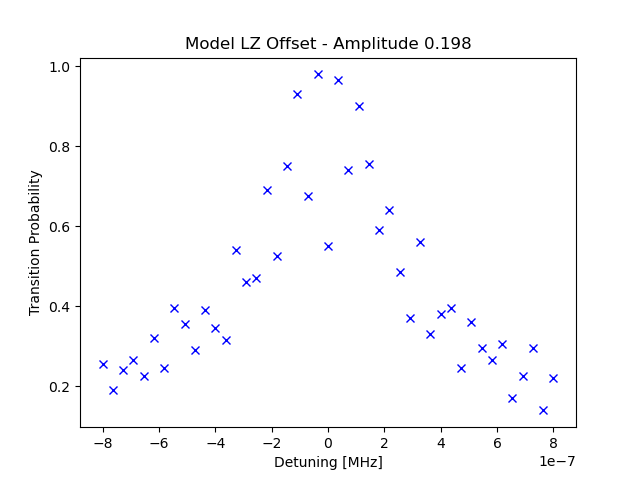 Model LZ Offset - Amplitude 0.198
1.0
0.8
0.6
0.4
0.2
Transition Probability
−8 −6 −4 −2 0 2 4 6 8
1e−7
Detuning [MHz]